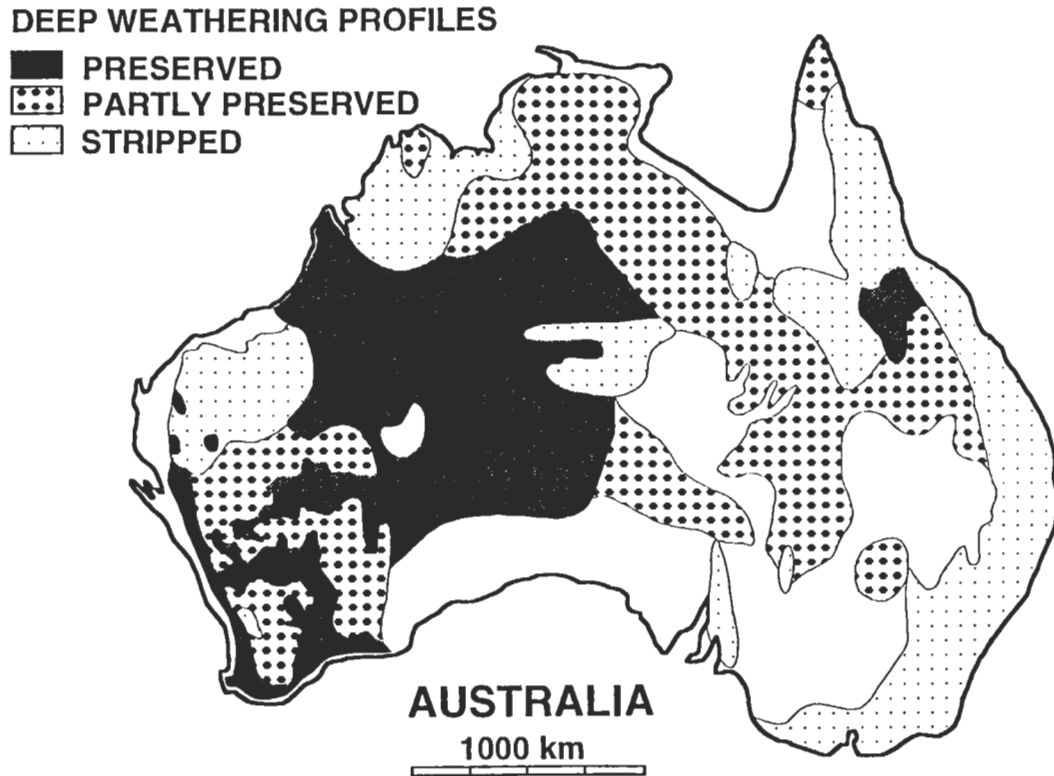 DEEP WEATHERING PROFILES
PRESERVED
PARTLY PRESERVED
STRIPPED
AUSTRALIA
1000 km